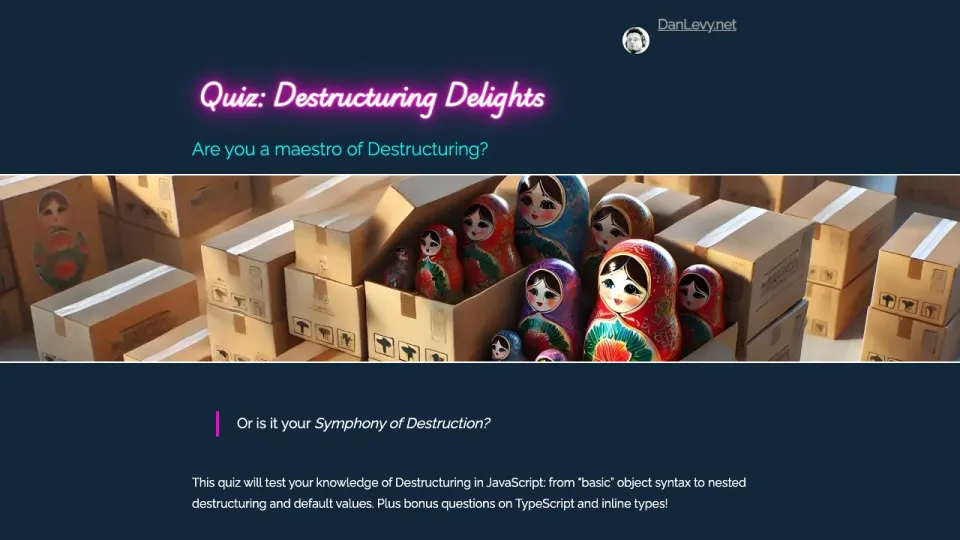 DanLevy.net
Quiz: Destructuring Delights
Are you a maestro of Destructuring?
Or is it your Symphony of Destruction?
This quiz will test your knowledge of Destructuring in JavaScript: from “basic” object syntax to nested
destructuring and default values. Plus bonus questions on TypeScript and inline types!